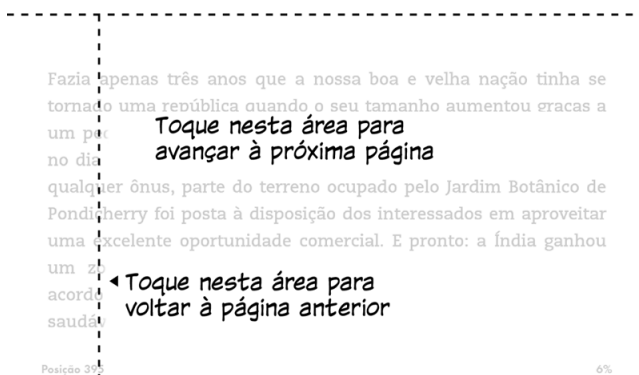 Fazia apenas três anos que a nossa boa e velha nação tinha se
tornado uma república quando o seu tamanho aumentou graças a
um
Toque nesta área para
avançar à próxima página
no dia
qualquer ônus, parte do terreno ocupado pelo Jardim Botânico de
Pondicherry foi posta à disposição dos interessados em aproveitar
uma excelente oportunidade comercial. E pronto: a Índia ganhou
um
Toque nesta área para
voltar à página anterior
Posição 395
6%